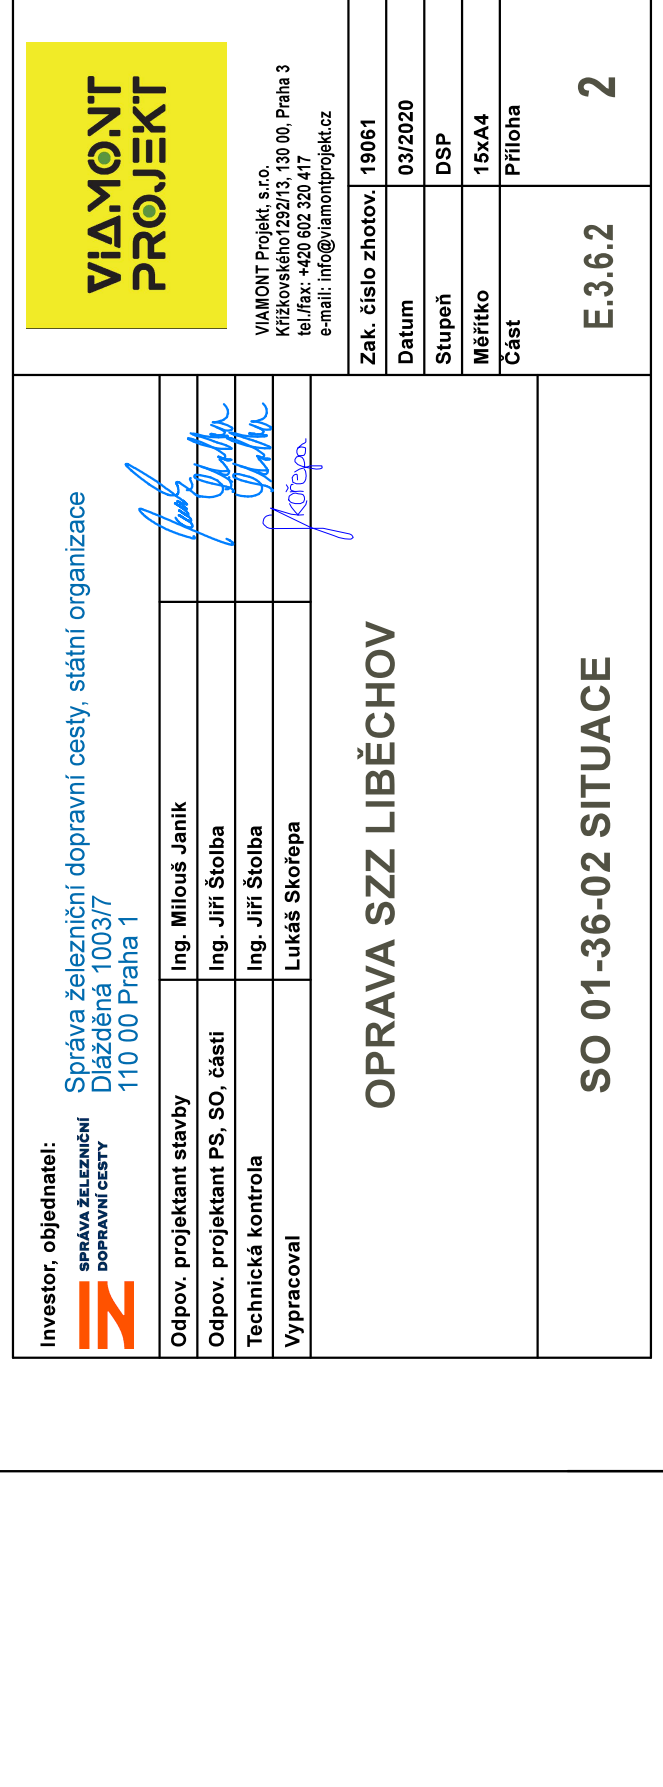 Investor, objednatel:
SPRÁVA ŽELEZNIČNÍ
DOPRAVNÍ CESTY
Správa železniční dopravní cesty, státní organizace
Dlážděná 1003/7
110 00 Praha 1
VIAMONT
PROJEKT
VIAMONT Projekt, s.r.o.
Křížkovského1292/13, 130 00, Praha 3
tel./fax: +420 602 320 417
e-mail: info@viamontprojekt.cz
Odpov. projektant stavby Ing. Milouš Janik
Odpov. projektant PS, SO, části Ing. Jiří Štolba
Technická kontrola Ing. Jiří Štolba
Vypracoval Lukáš Skořepa Skořepa
OPRAVA SZZ LIBĚCHOV
Zak. číslo zhotov. 19061
Datum 03/2020
Stupeň DSP
Měřítko 15xA4
Část Příloha
SO 01-36-02 SITUACE
E.3.6.2 2